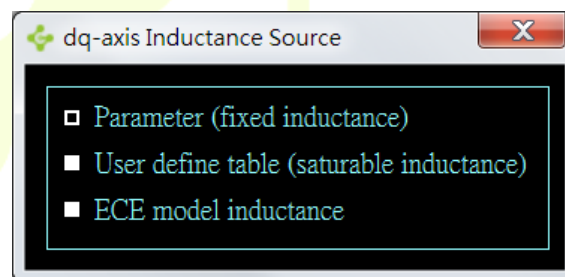 dq-axis Inductance Source
Parameter (fixed inductance)
User define table (saturable inductance)
ECE model inductance